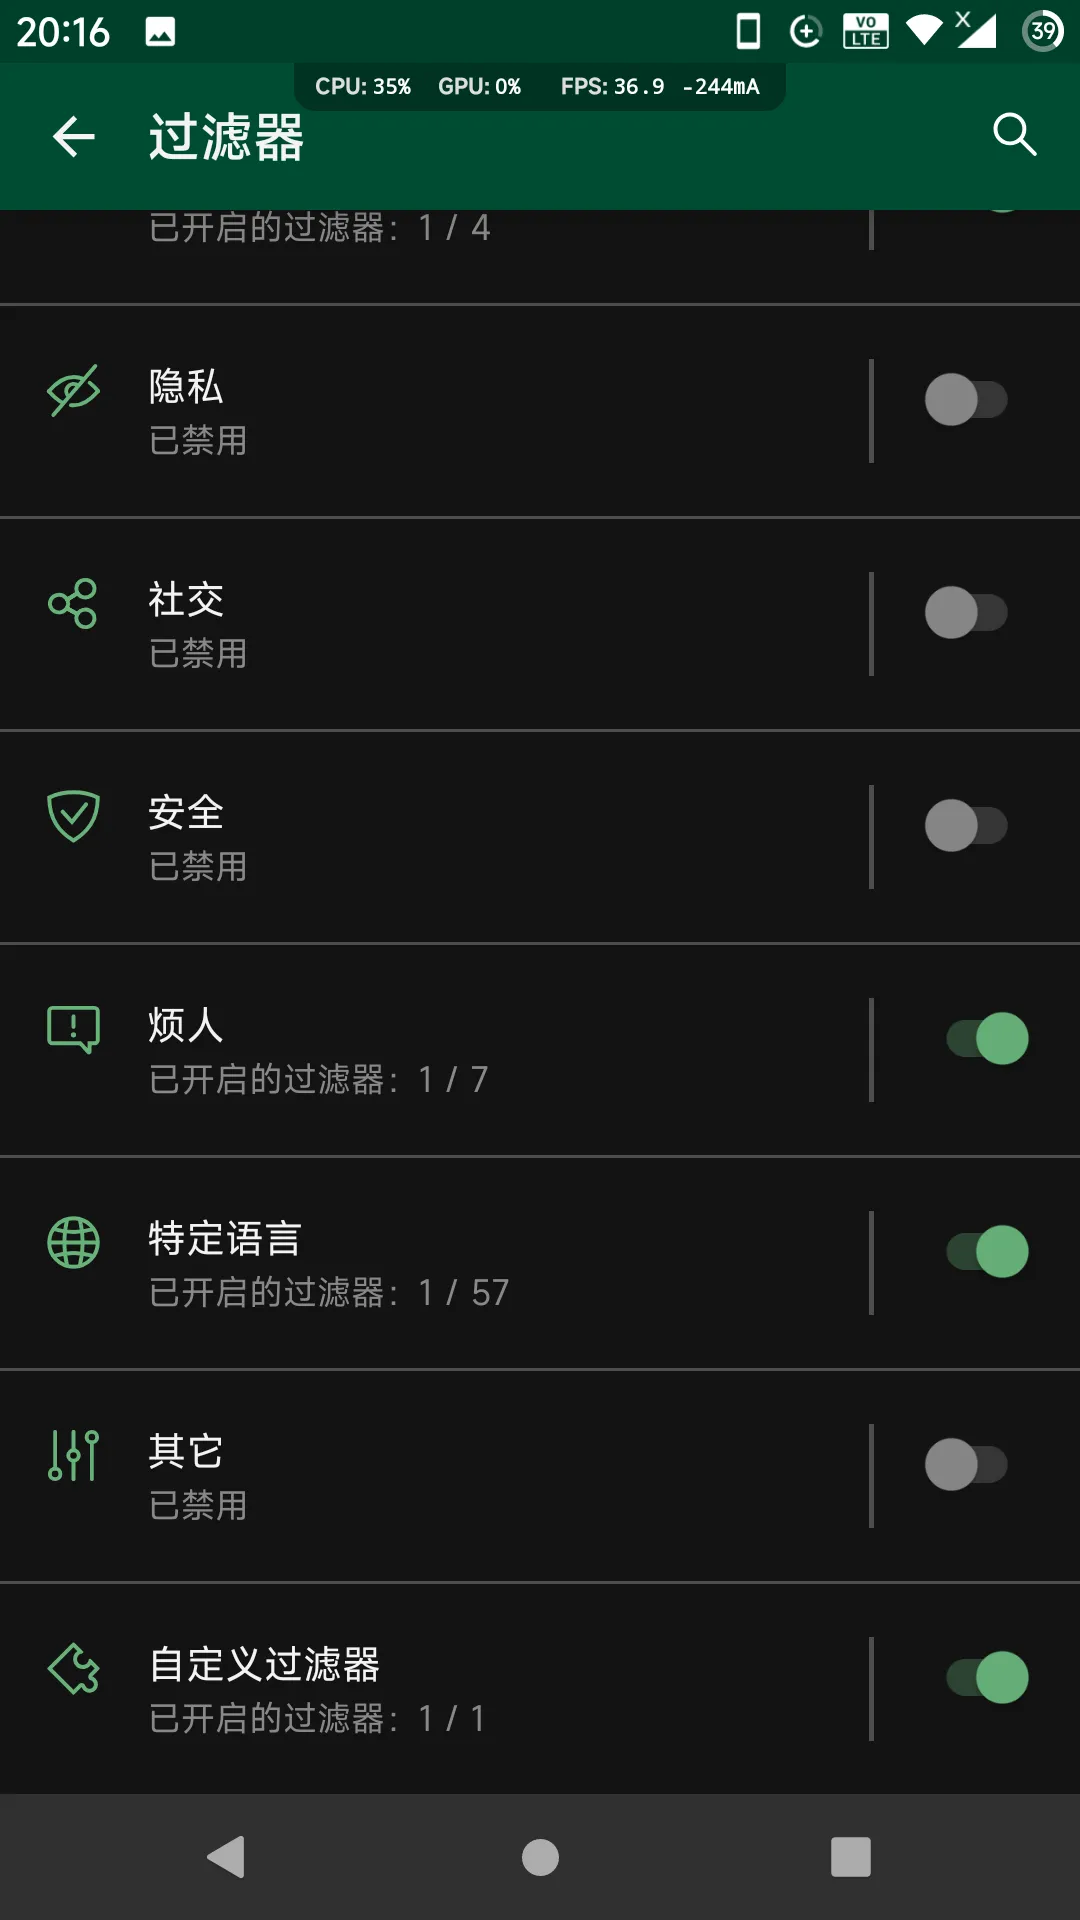 20:16
VO LTE
X
39
CPU: 35% GPU: 0% FPS: 36.9 -244mA
过滤器
已开启的过滤器：1 / 4
隐私
已禁用
社交
已禁用
安全
已禁用
烦人
已开启的过滤器：1 / 7
特定语言
已开启的过滤器：1 / 57
其它
已禁用
自定义过滤器
已开启的过滤器：1 / 1